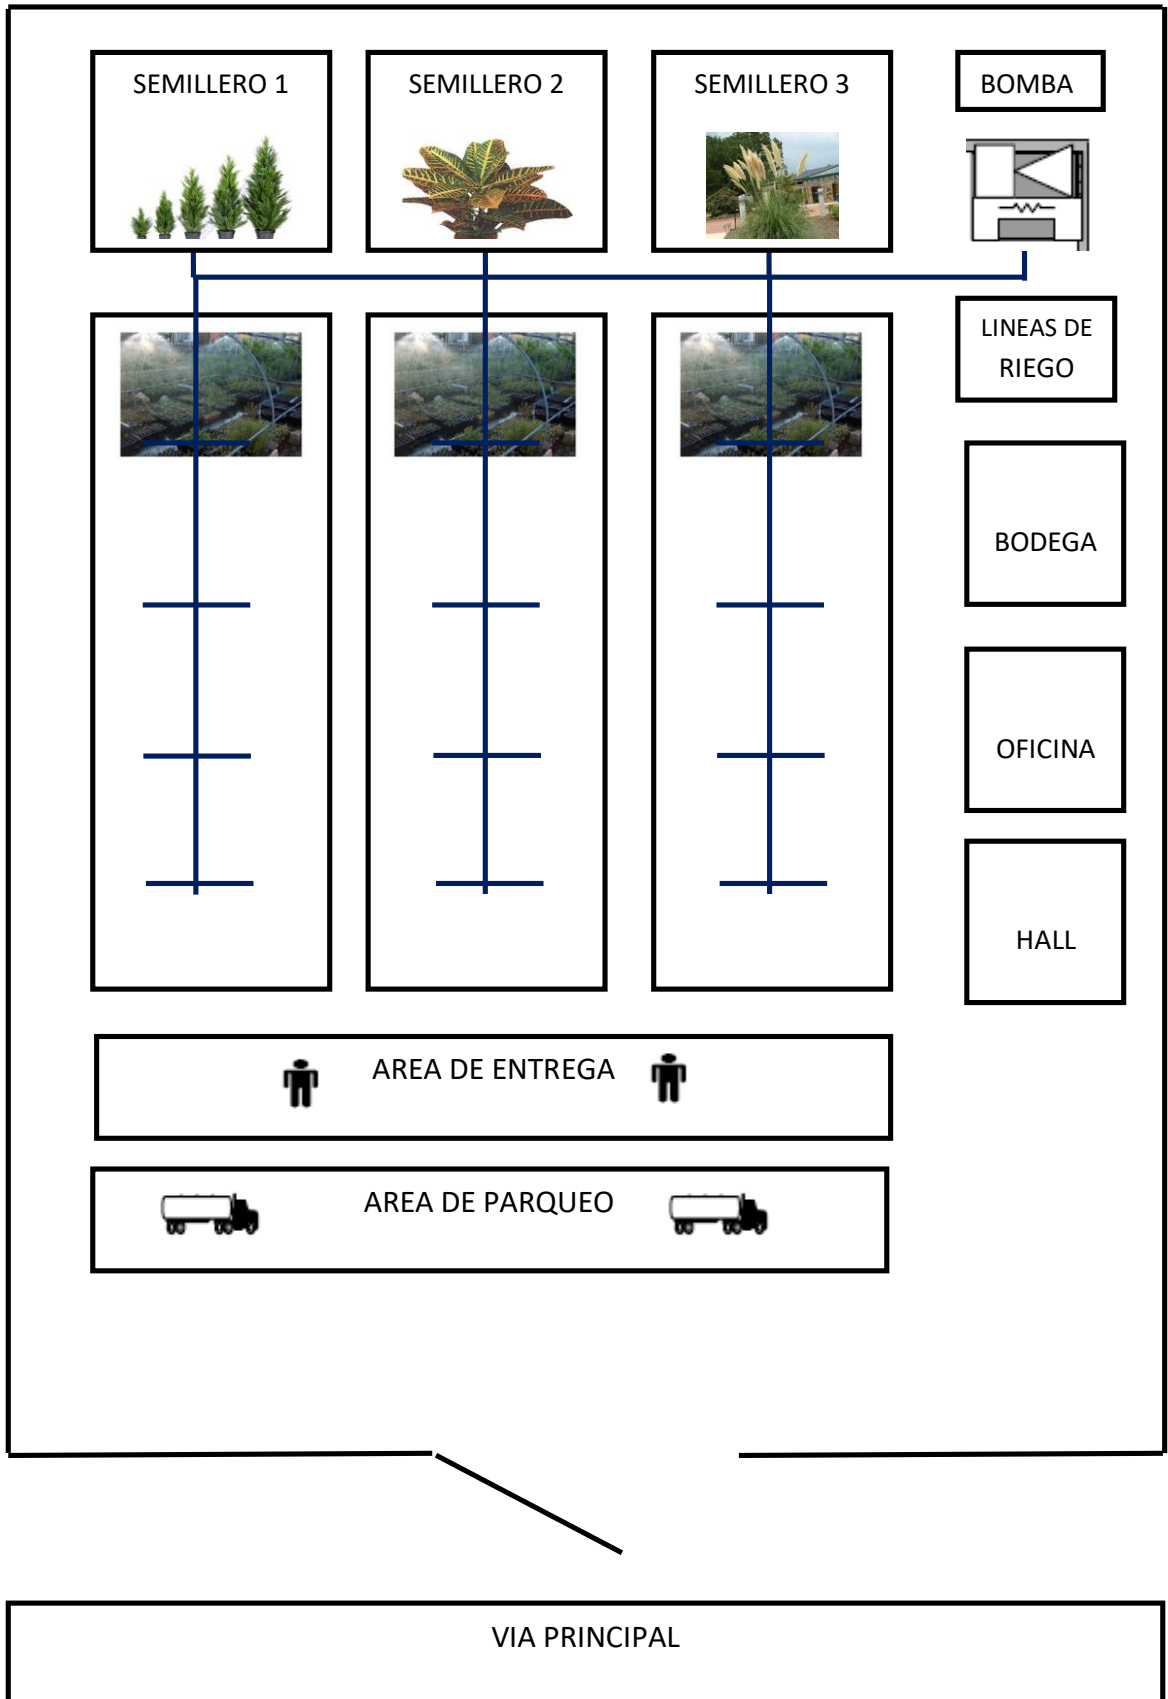 SEMILLERO 1
SEMILLERO 2
SEMILLERO 3
BOMBA
LINEAS DE
RIEGO
BODEGA
OFICINA
HALL
AREA DE ENTREGA
AREA DE PARQUEO
VIA PRINCIPAL